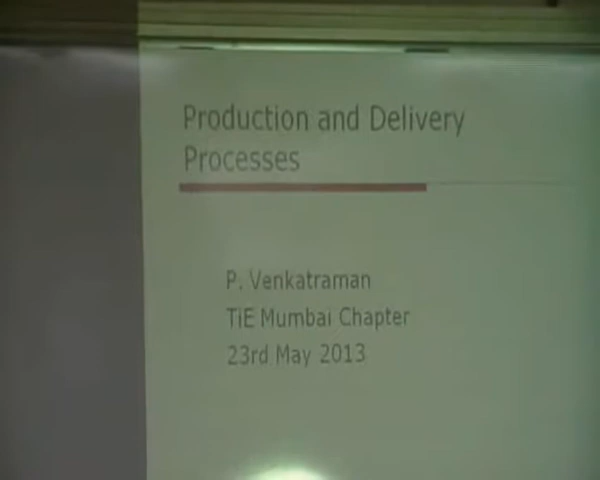 Production and Delivery
Processes
P. Venkatraman
TiE Mumbai Chapter
23rd May 2013